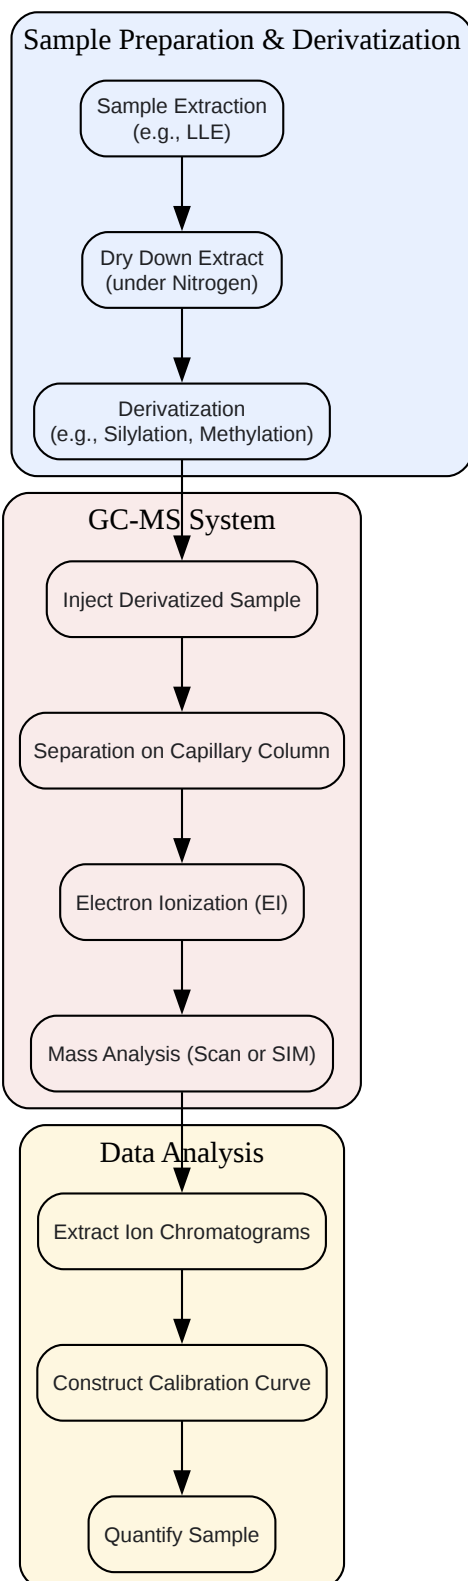 Sample Preparation & Derivatization
Sample Extraction
(e.g., LLE)
Dry Down Extract
(under Nitrogen)
Derivatization
(e.g., Silylation, Methylation)
GC-MS System
Inject Derivatized Sample
Separation on Capillary Column
Electron Ionization (EI)
Mass Analysis (Scan or SIM)
Data Analysis
Extract Ion Chromatograms
Construct Calibration Curve
Quantify Sample